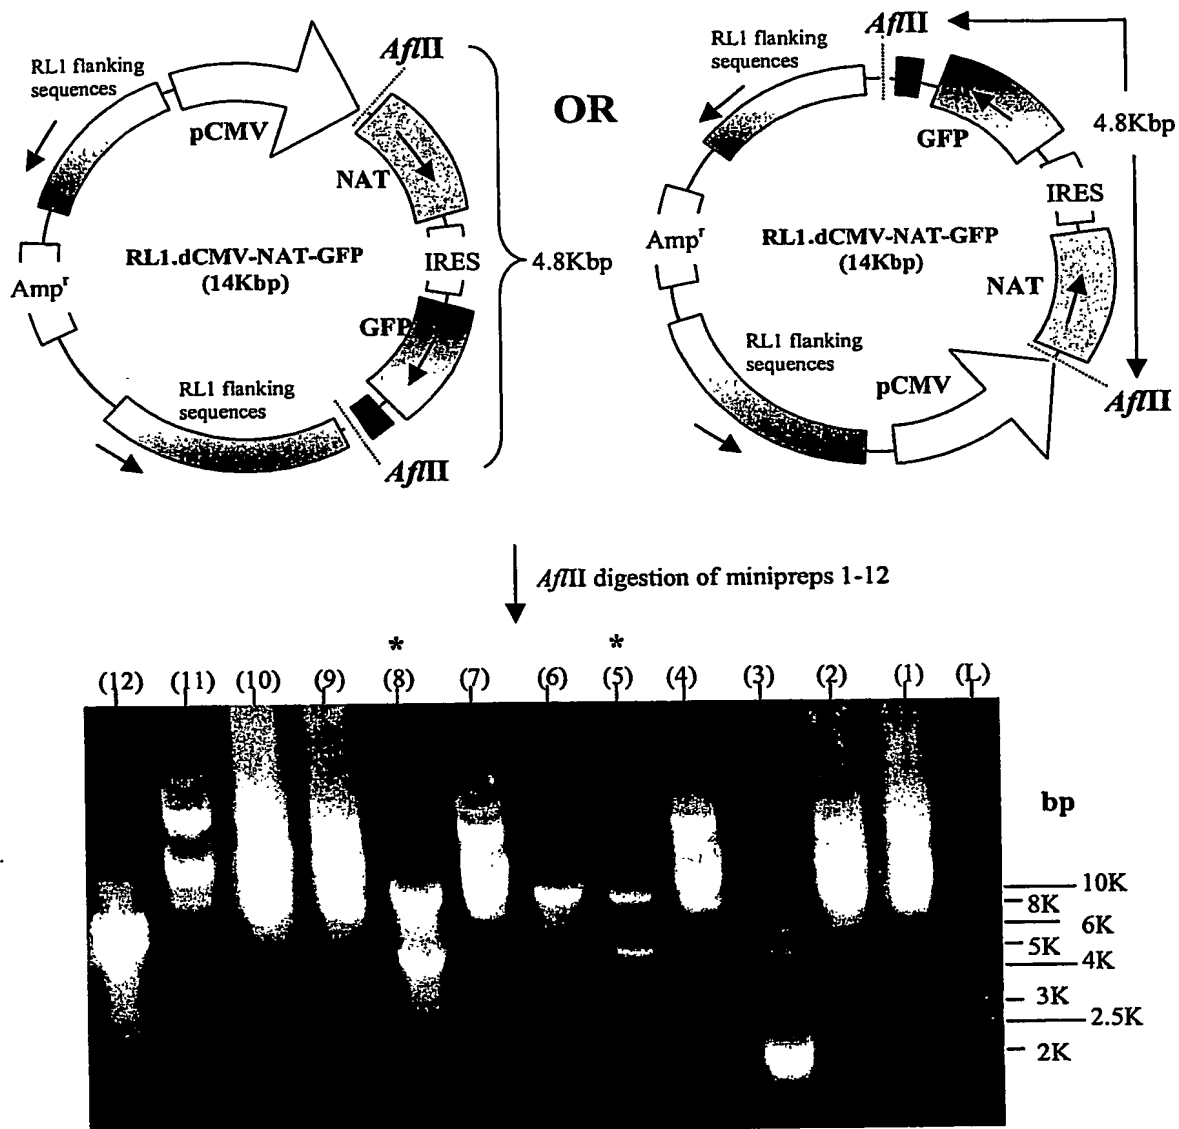 AflII
RL1 flanking
sequences
pCMV
NAT
RL1.dCMV-NAT-GFP
(14Kbp)
IRES
4.8Kbp
Ampr
GFP
RL1 flanking
sequences
AflII
OR
AflII
RL1 flanking
sequences
GFP
4.8Kbp
IRES
Ampr
RL1.dCMV-NAT-GFP
(14Kbp)
NAT
RL1 flanking
sequences
pCMV
AflII
AflII digestion of minipreps 1-12
* *
(12) (11) (10) (9) (8) (7) (6) (5) (4) (3) (2) (1) (L)
bp
10K
8K
6K
5K
4K
3K
2.5K
2K